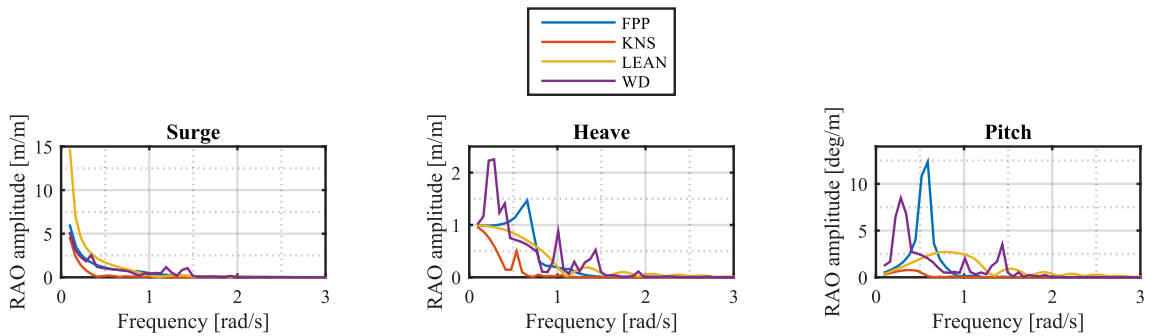 FPP
KNS
LEAN
WD
Surge
RAO amplitude [m/m]
15
10
5
0
0 1 2 3
Frequency [rad/s]
Heave
RAO amplitude [m/m]
2
1
0
0 1 2 3
Frequency [rad/s]
Pitch
RAO amplitude [deg/m]
10
5
0
0 1 2 3
Frequency [rad/s]